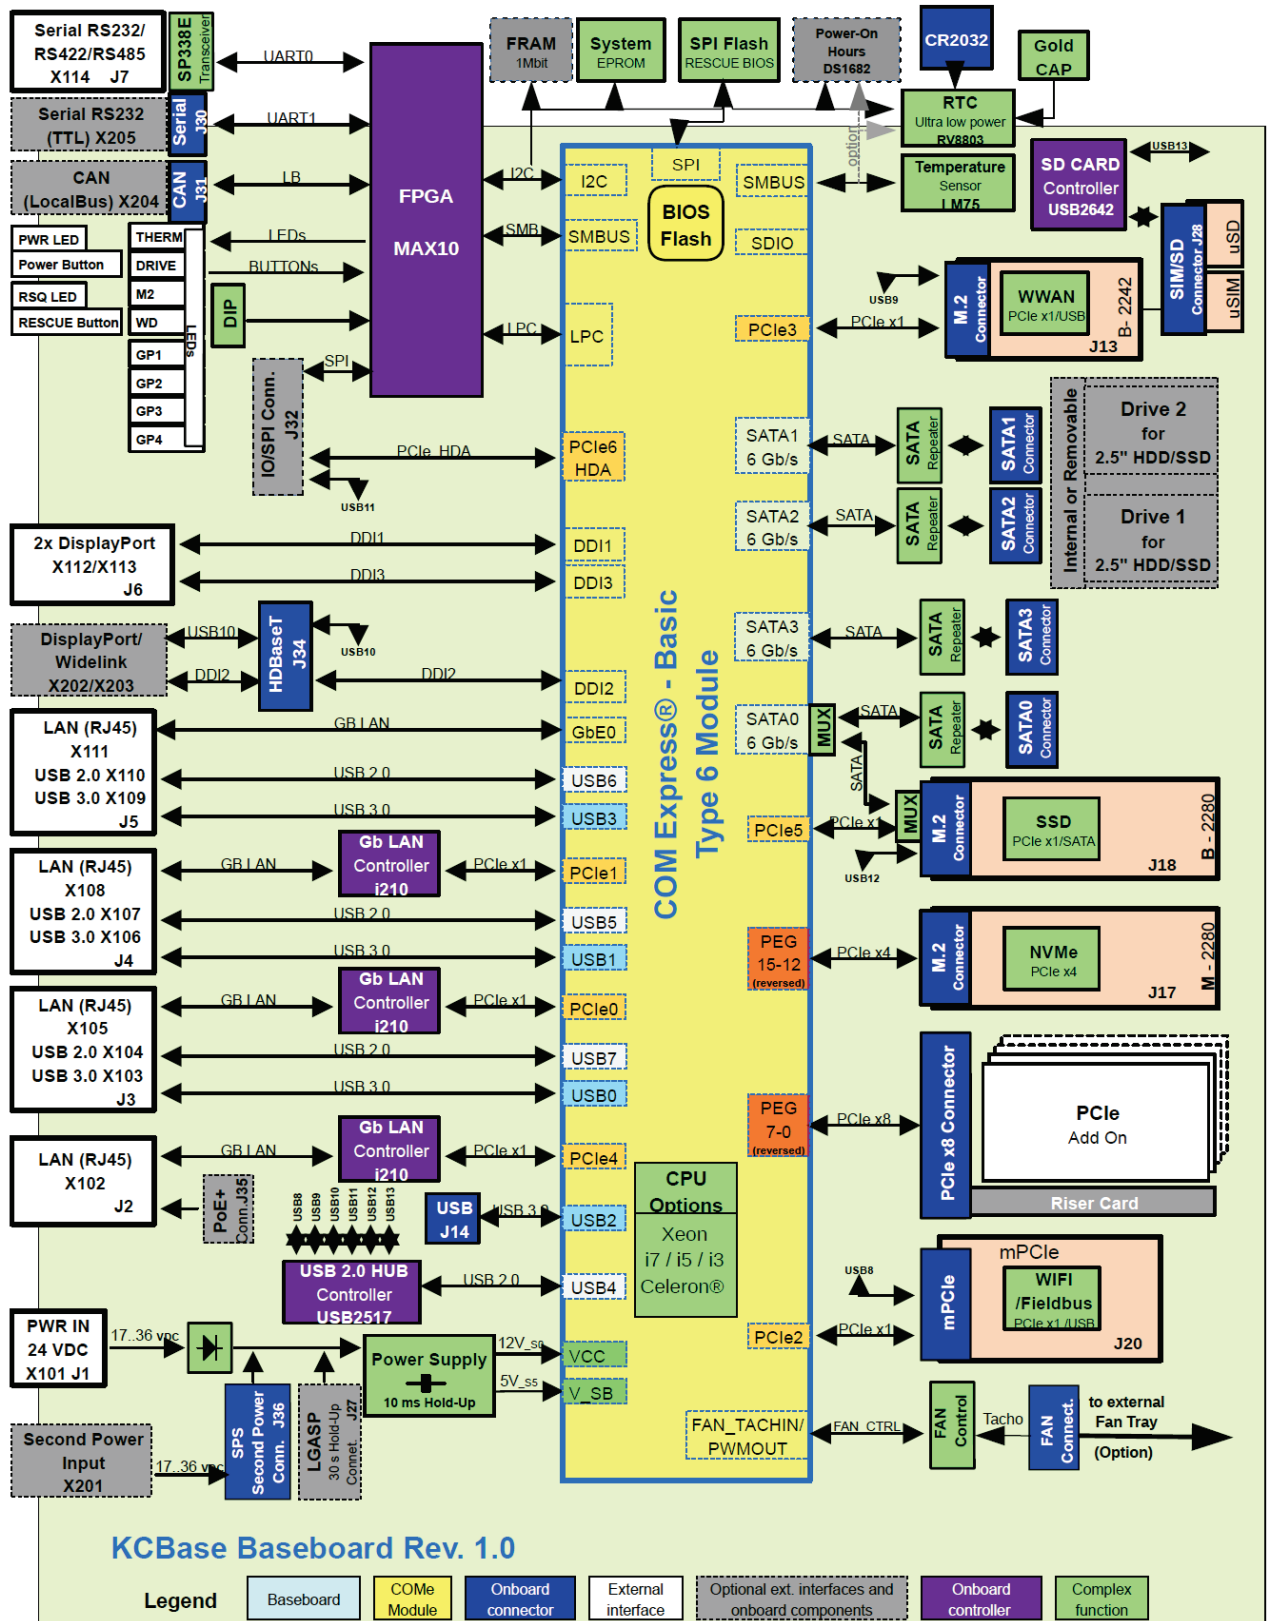 Serial RS232/
RS422/RS485
X114 J7
SP338E
Transceiver
UART0
Serial RS232
(TTL) X205
Serial
J30
UART1
CAN
(LocalBus) X204
CAN
J31
LB
FPGA
MAX10
PWR LED
Power Button
RSQ LED
RESCUE Button
THERM
DRIVE
M2
WD
GP1
GP2
GP3
GP4
LEDs
LEDs
BUTTONs
DIP
SPI
IO/SPI Conn.
J32
PCIe HDA
USB11
FRAM
1Mbit
System
EPROM
SPI Flash
RESCUE BIOS
Power-On
Hours
DS1682
CR2032
Gold
CAP
RTC
Ultra low power
RV8803
option
Temperature
Sensor
LM75
SD CARD
Controller
USB2642
USB13
SIM/SD
Connector J28
uSD
uSIM
I2C
SMB
LPC
I2C
SMBUS
LPC
SPI
BIOS
Flash
SMBUS
SDIO
PCIe3
PCIe x1
USB9
M.2
Connector
WWAN
PCIe x1/USB
B- 2242
J13
PCIe6
HDA
SATA1
6 Gb/s
SATA
SATA
Repeater
SATA1
Connector
SATA2
6 Gb/s
SATA
SATA
Repeater
SATA2
Connector
Internal or Removable
Drive 2
for
2.5" HDD/SSD
Drive 1
for
2.5" HDD/SSD
2x DisplayPort
X112/X113
J6
DDI1
DDI3
DDI1
DDI3
DisplayPort/
Widelink
X202/X203
USB10
DDI2
HDBaseT
J34
USB10
DDI2
DDI2
SATA3
6 Gb/s
SATA
SATA
Repeater
SATA3
Connector
COM Express® - Basic
Type 6 Module
LAN (RJ45)
X111
USB 2.0 X110
USB 3.0 X109
J5
GB LAN
USB 2.0
USB 3.0
GbE0
USB6
USB3
SATA0
6 Gb/s
MUX
SATA
SATA
Repeater
SATA0
Connector
SATA
PCIe5
PCIe x1
USB12
MUX
M.2
Connector
SSD
PCIe x1/SATA
B - 2280
J18
LAN (RJ45)
X108
USB 2.0 X107
USB 3.0 X106
J4
GB LAN
Gb LAN
Controller
i210
PCIe x1
PCIe1
USB 2.0
USB5
USB 3.0
USB1
PEG
15-12
(reversed)
PCIe x4
M.2
Connector
NVMe
PCIe x4
M - 2280
J17
LAN (RJ45)
X105
USB 2.0 X104
USB 3.0 X103
J3
GB LAN
Gb LAN
Controller
i210
PCIe x1
PCIe0
USB 2.0
USB7
USB 3.0
USB0
PEG
7-0
(reversed)
PCIe x8
PCIe x8 Connector
PCIe
Add On
Riser Card
LAN (RJ45)
X102
J2
GB LAN
Gb LAN
Controller
i210
PCIe x1
PCIe4
PoE+
Conn.J35
USB8
USB9
USB10
USB11
USB12
USB13
USB
J14
USB 3.0
USB2
USB 2.0 HUB
Controller
USB2517
USB 2.0
USB4
CPU
Options
Xeon
i7 / i5 / i3
Celeron®
mPCIe
USB8
PCIe2
PCIe x1
mPCIe
WIFI
/Fieldbus
PCIe x1 /USB
J20
PWR IN
24 VDC
X101 J1
17..36 VDC
Power Supply
10 ms Hold-Up
12V_S0
5V_S5
VCC
V_SB
Second Power
Input
X201
17..36 VDC
SPS
Second Power
Conn. J36
LGASP
30 s Hold-Up
Connet. J27
FAN_TACHIN/
PWMOUT
FAN_CTRL
FAN
Control
Tacho
FAN
Connect.
to external
Fan Tray
(Option)
KCBase Baseboard Rev. 1.0
Legend
Baseboard
COMe
Module
Onboard
connector
External
interface
Optional ext. interfaces and
onboard components
Onboard
controller
Complex
function